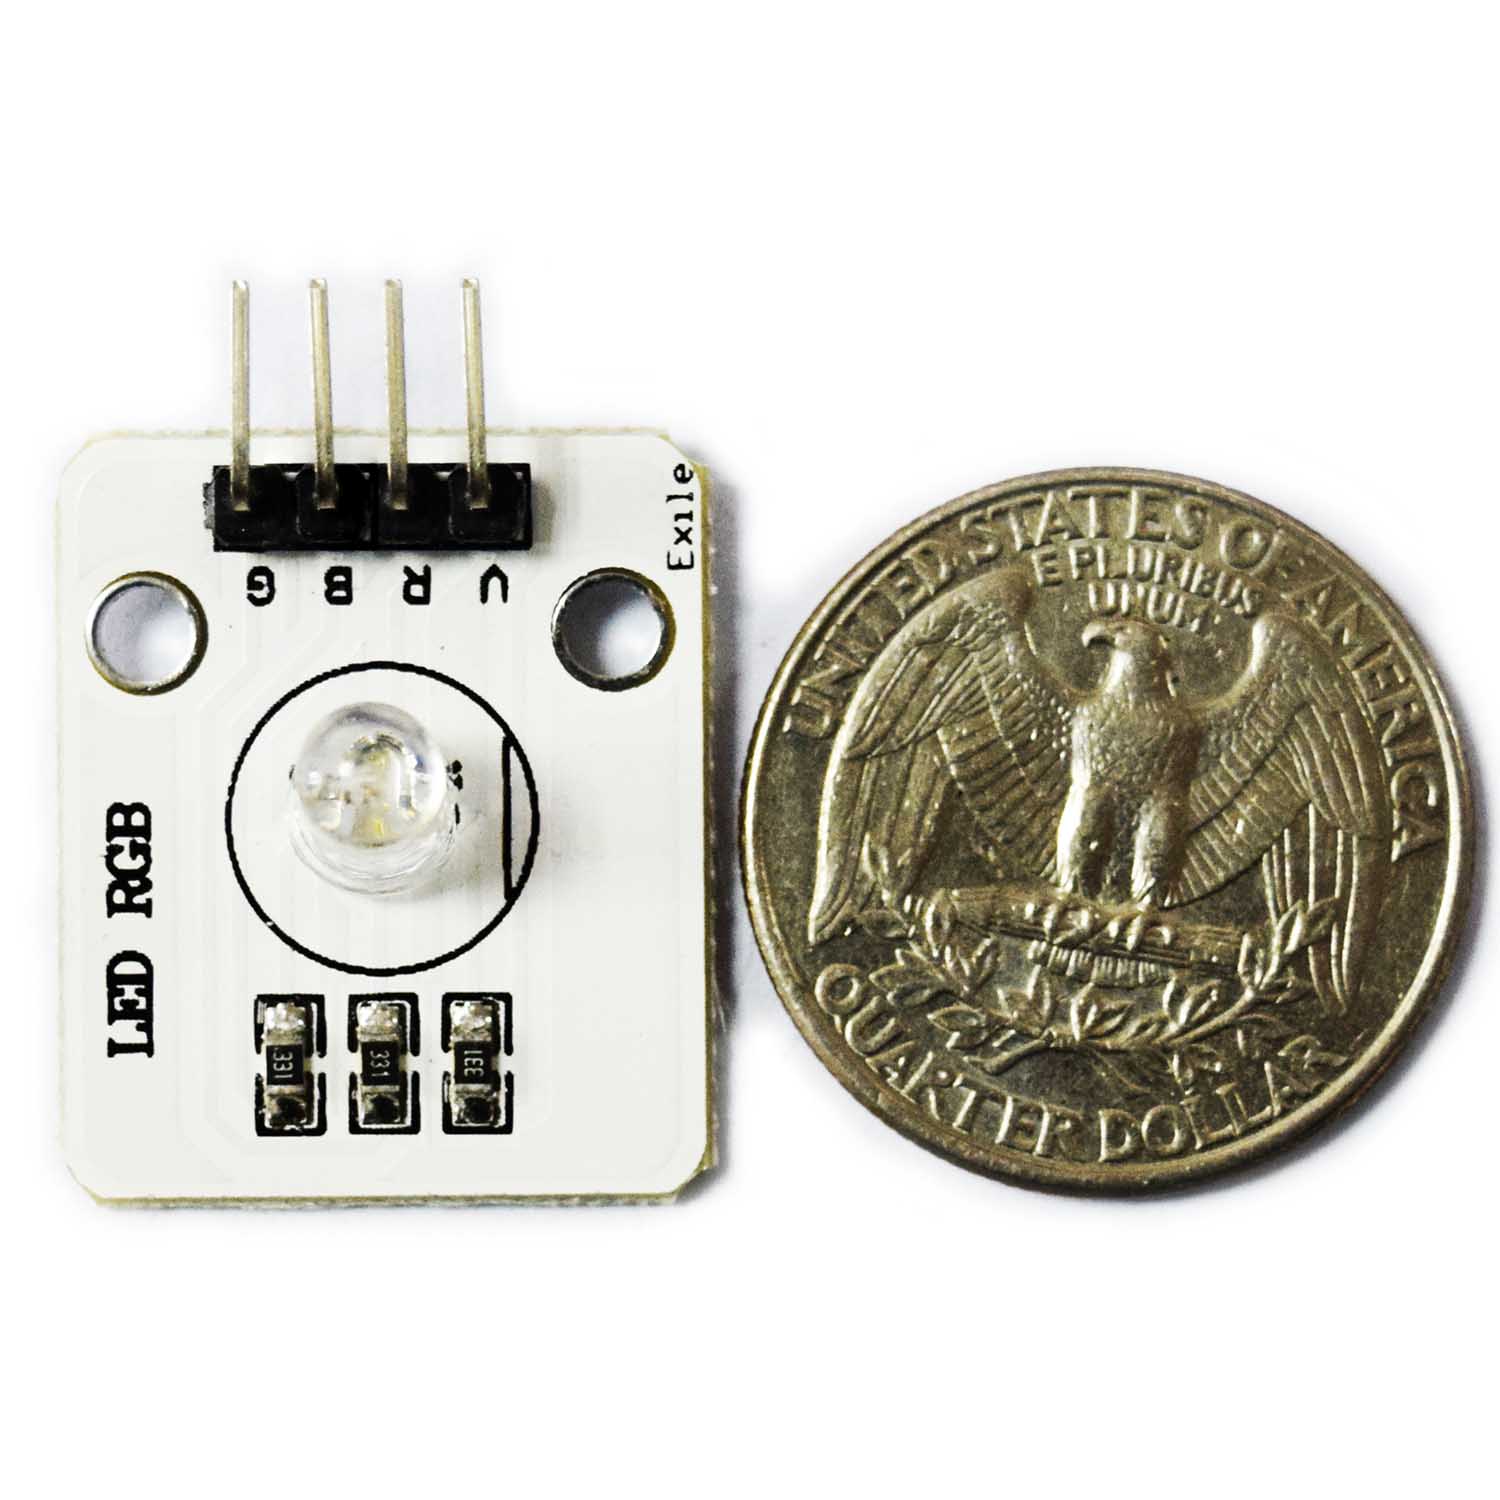 Exile
G B R V
LED RGB
331 331 331
UNITED STATES OF AMERICA
E PLURIBUS
UNUM
QUARTER DOLLAR